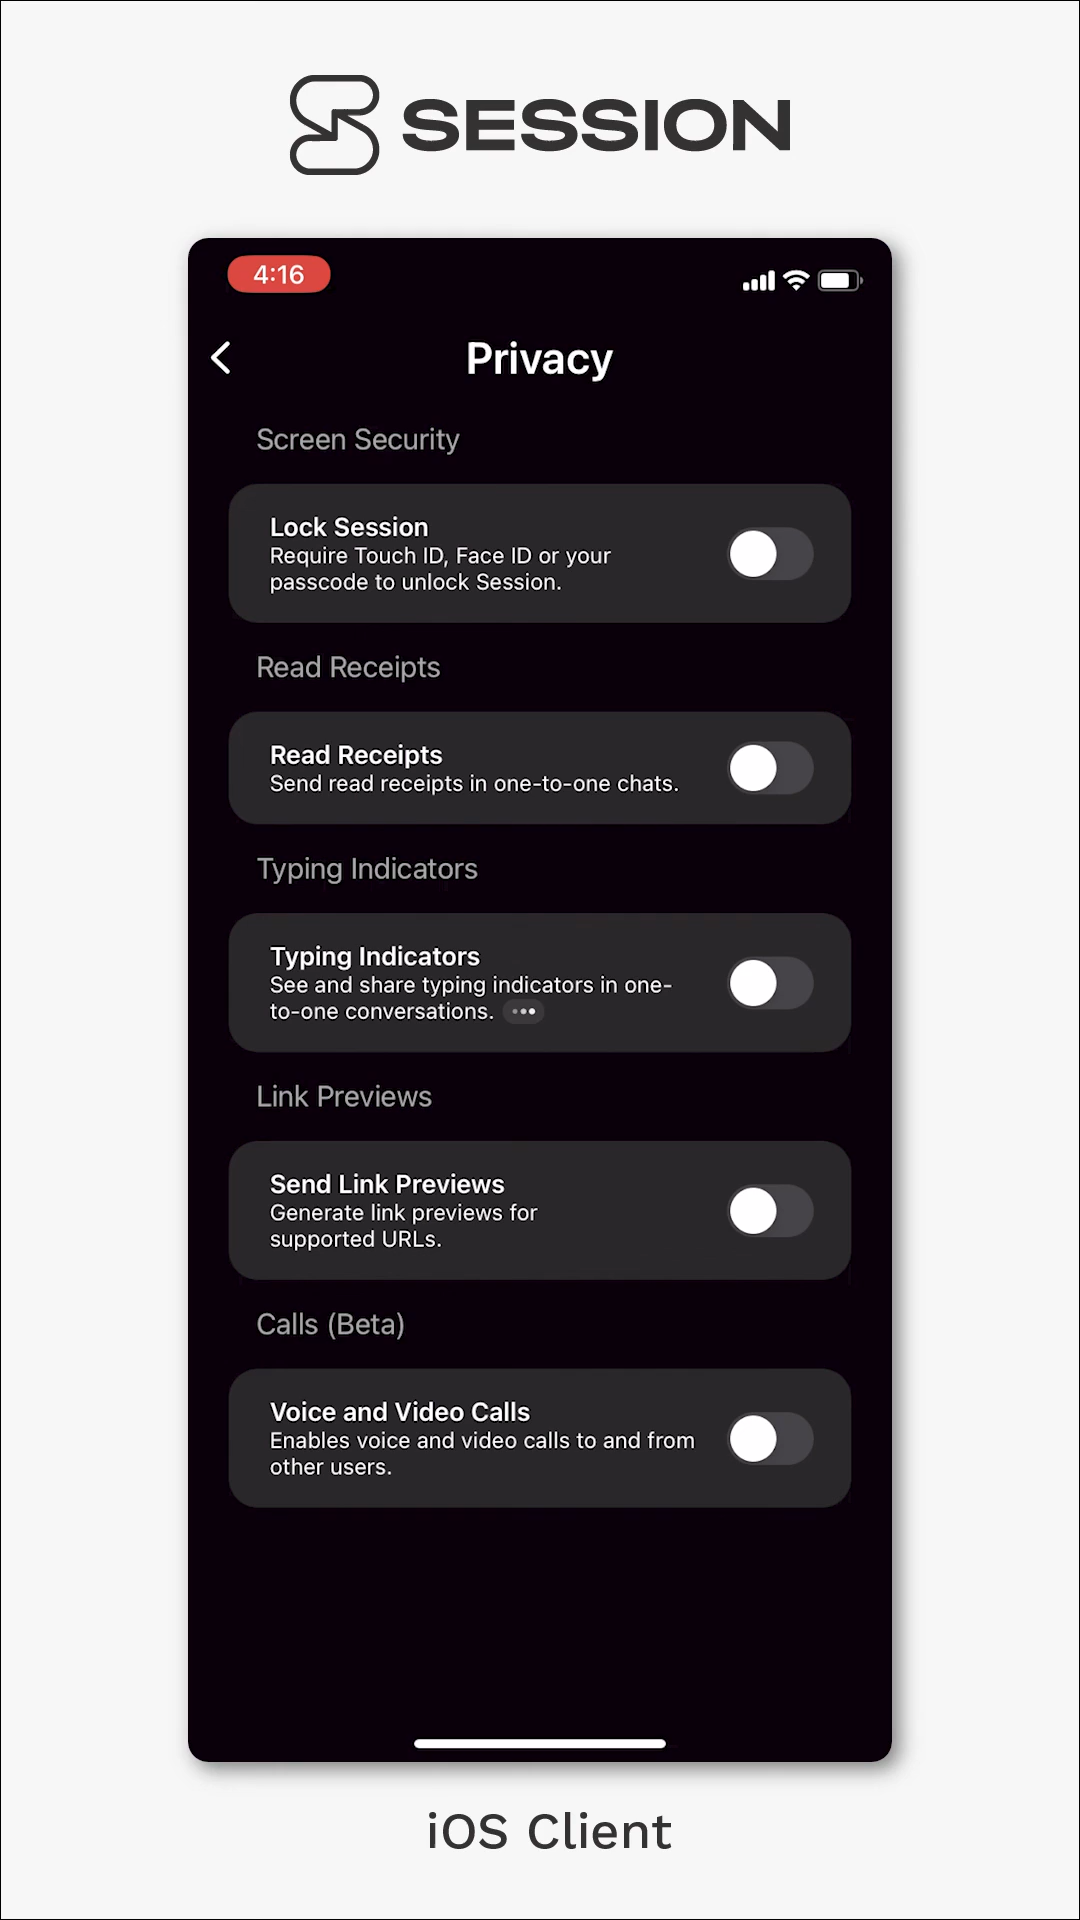 SESSION
4:16
Privacy
Screen Security
Lock Session
Require Touch ID, Face ID or your
passcode to unlock Session.
Read Receipts
Read Receipts
Send read receipts in one-to-one chats.
Typing Indicators
Typing Indicators
See and share typing indicators in one-
to-one conversations.
Link Previews
Send Link Previews
Generate link previews for
supported URLs.
Calls (Beta)
Voice and Video Calls
Enables voice and video calls to and from
other users.
iOS Client